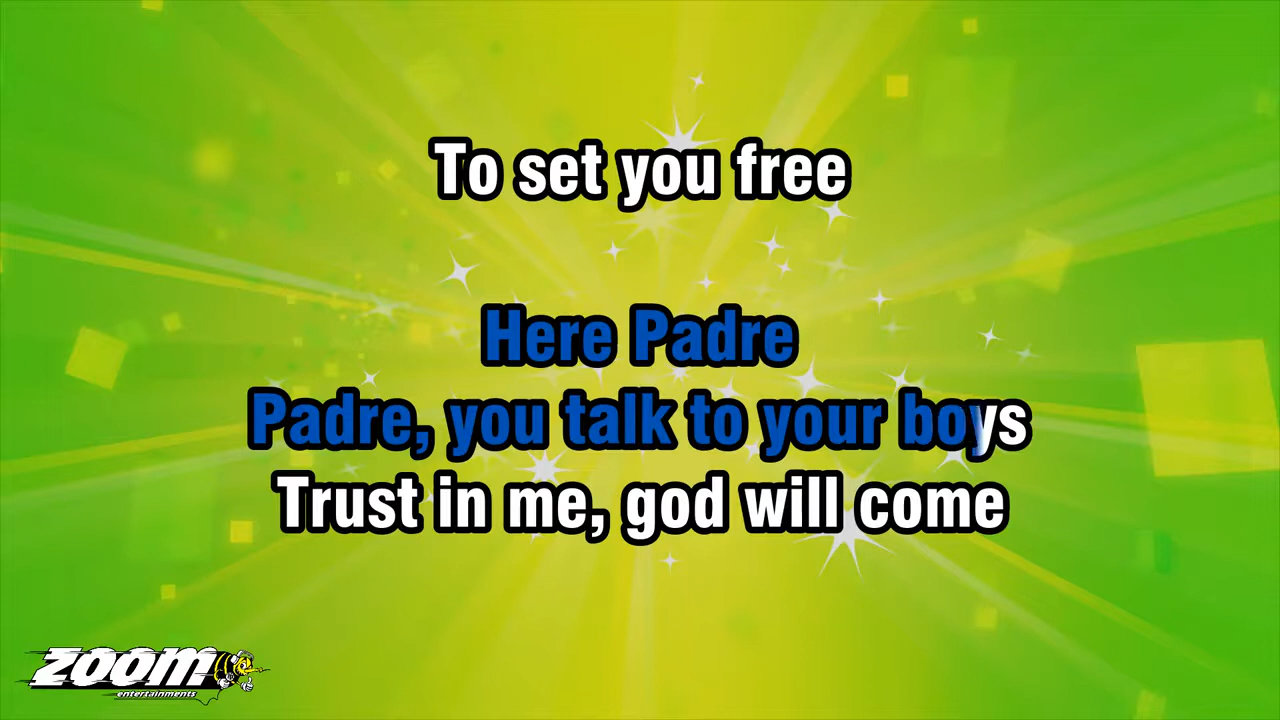 To set you free
Here Padre
Padre, you talk to your boys
Trust in me, god will come
zoom
entertainments